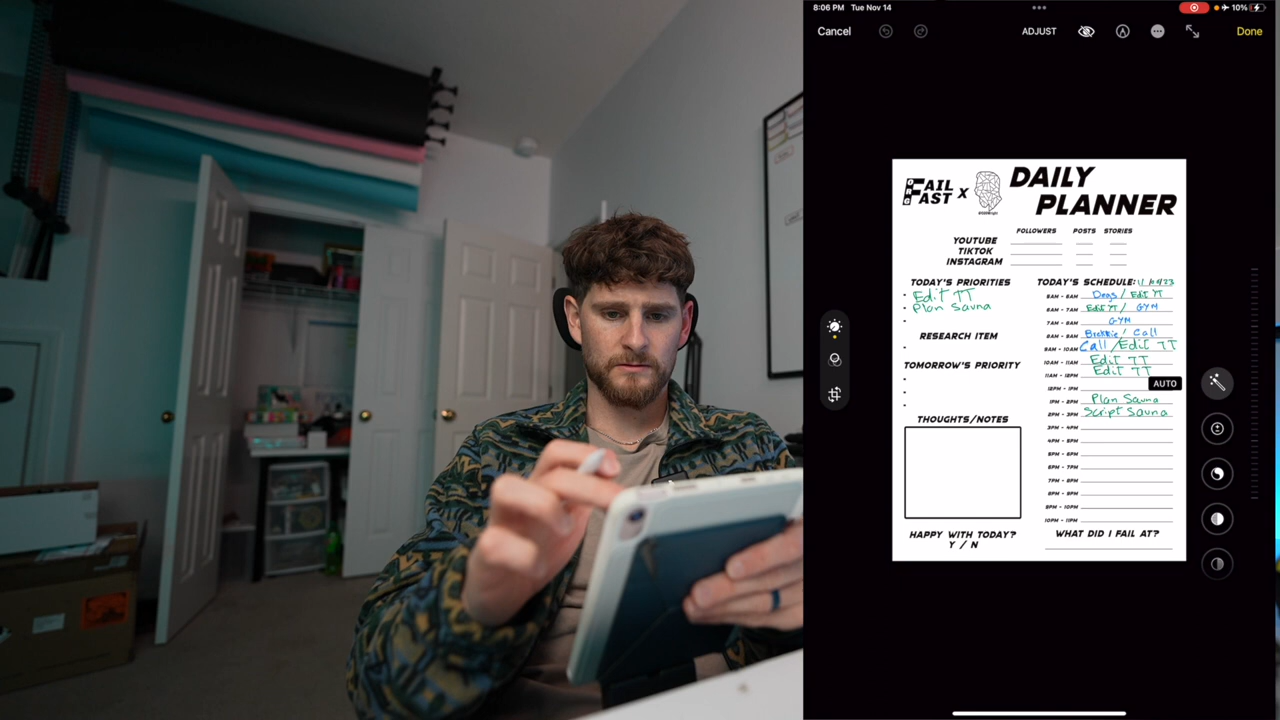 8:06 PM Tue Nov 14
10%
Cancel
ADJUST
Done
FAIL FAST ORG X
DAILY PLANNER
FOLLOWERS POSTS STORIES
YOUTUBE
TIKTOK
INSTAGRAM
TODAY'S PRIORITIES
Edit TT
Plan Sauna
RESEARCH ITEM
TOMORROW'S PRIORITY
THOUGHTS/NOTES
HAPPY WITH TODAY?
Y / N
TODAY'S SCHEDULE:
5AM - 6AM Dogs / Edit YT
6AM - 7AM Edit YT / GYM
7AM - 8AM GYM
8AM - 9AM Brekkie / Call
9AM - 10AM Call / Edit TT
10AM - 11AM Edit TT
11AM - 12PM Edit TT
12PM - 1PM
AUTO
1PM - 2PM Plan Sauna
2PM - 3PM Script Sauna
3PM - 4PM
4PM - 5PM
5PM - 6PM
6PM - 7PM
7PM - 8PM
8PM - 9PM
9PM - 10PM
10PM - 11PM
WHAT DID I FAIL AT?